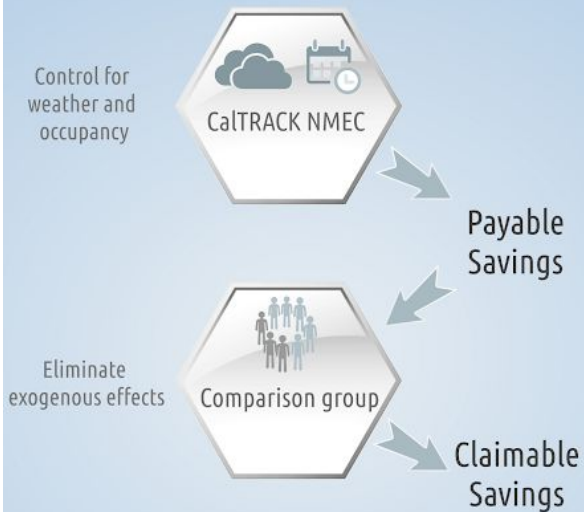 Control for
weather and
occupancy
CalTRACK NMEC
Payable
Savings
Eliminate
exogenous effects
Comparison group
Claimable
Savings